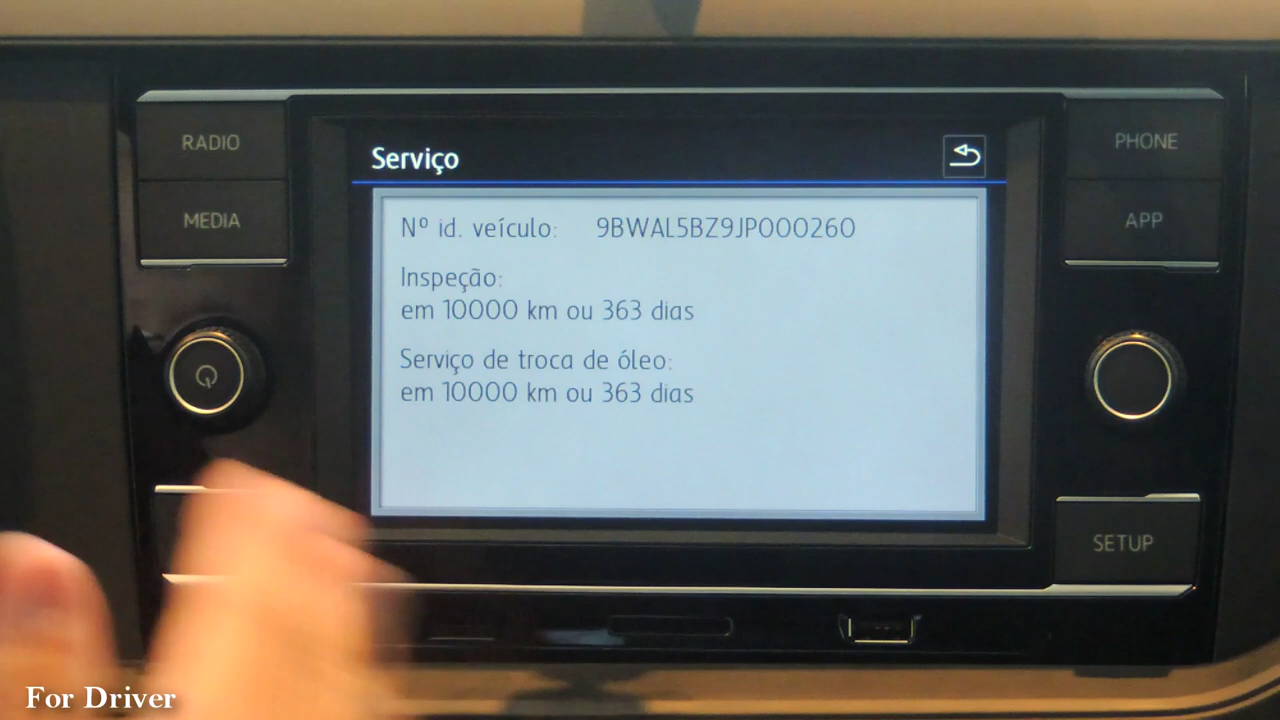 RADIO
MEDIA
Serviço
Nº id. veículo: 9BWAL5BZ9JP000260
Inspeção:
em 10000 km ou 363 dias
Serviço de troca de óleo:
em 10000 km ou 363 dias
PHONE
APP
SETUP
For Driver